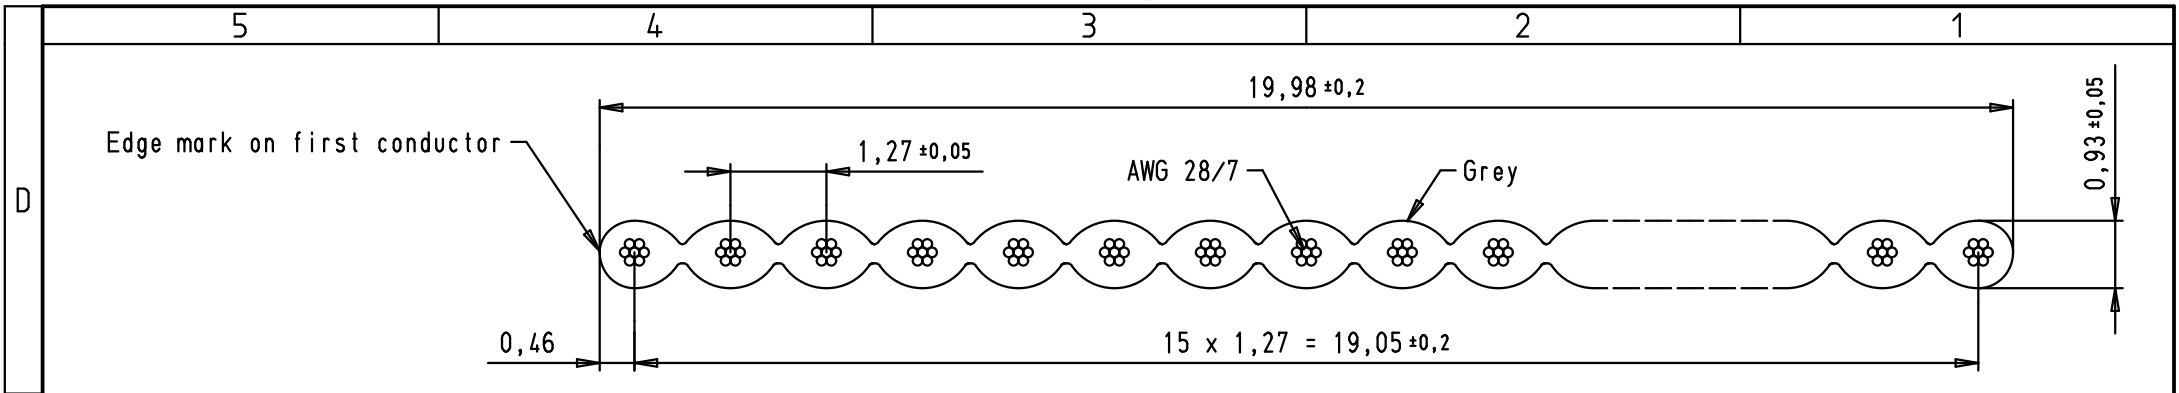 5 4 3 2 1
19,98 ±0,2
Edge mark on first conductor
1,27 ±0,05
AWG 28/7
Grey
0,93 ±0,05
D
0,46
15 x 1,27 = 19,05 ±0,2